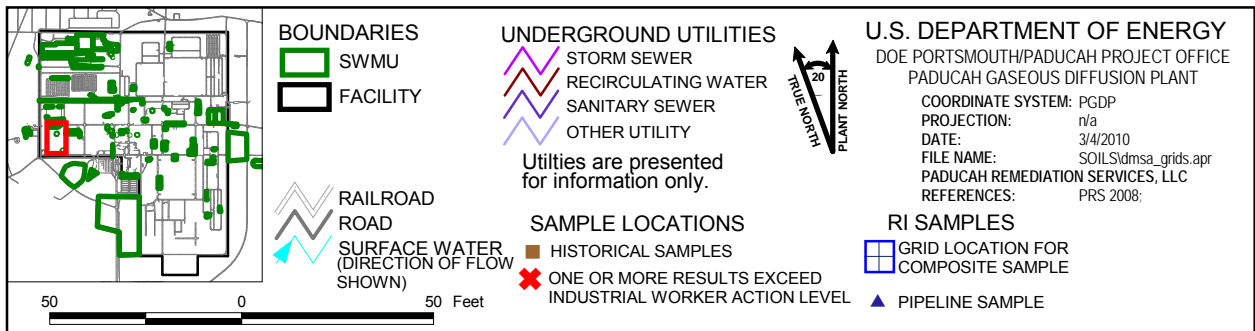 BOUNDARIES
SWMU
FACILITY
RAILROAD
ROAD
SURFACE WATER
(DIRECTION OF FLOW
SHOWN)
50 0 50 Feet
UNDERGROUND UTILITIES
STORM SEWER
RECIRCULATING WATER
SANITARY SEWER
OTHER UTILITY
Utilties are presented
for information only.
SAMPLE LOCATIONS
HISTORICAL SAMPLES
ONE OR MORE RESULTS EXCEED
INDUSTRIAL WORKER ACTION LEVEL
20
TRUE NORTH
PLANT NORTH
U.S. DEPARTMENT OF ENERGY
DOE PORTSMOUTH/PADUCAH PROJECT OFFICE
PADUCAH GASEOUS DIFFUSION PLANT
COORDINATE SYSTEM: PGDP
PROJECTION: n/a
DATE: 3/4/2010
FILE NAME: SOILS\dmsa_grids.apr
PADUCAH REMEDIATION SERVICES, LLC
REFERENCES: PRS 2008;
RI SAMPLES
GRID LOCATION FOR
COMPOSITE SAMPLE
PIPELINE SAMPLE